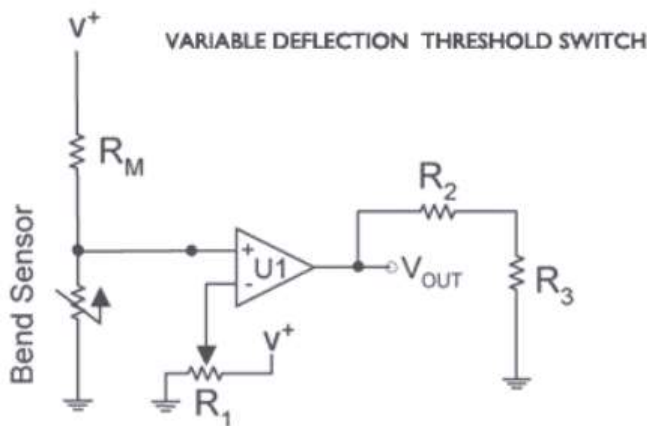 V+
VARIABLE DEFLECTION THRESHOLD SWITCH
RM
R2
Bend Sensor
+
U1
-
VOUT
R3
V+
R1